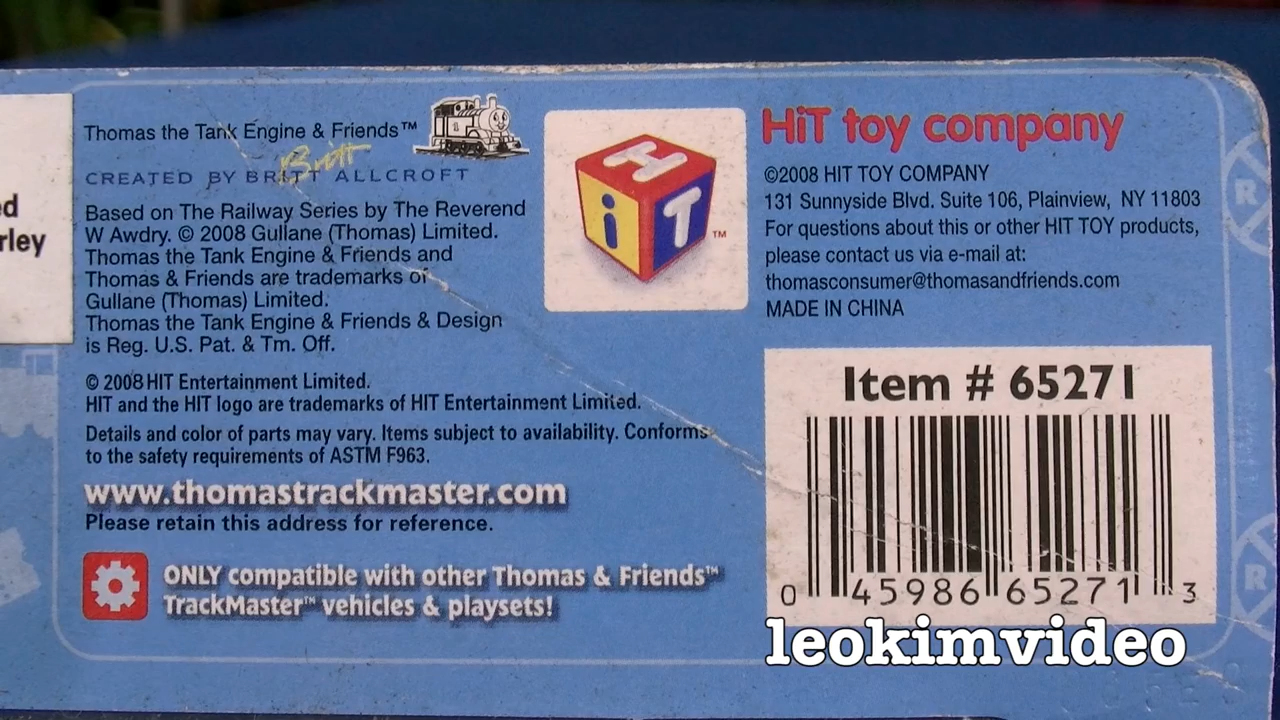 ed
rley
Thomas the Tank Engine & Friends™
Britt
CREATED BY BRITT ALLCROFT
Based on The Railway Series by The Reverend
W Awdry. © 2008 Gullane (Thomas) Limited.
Thomas the Tank Engine & Friends and
Thomas & Friends are trademarks of
Gullane (Thomas) Limited.
Thomas the Tank Engine & Friends & Design
is Reg. U.S. Pat. & Tm. Off.
© 2008 HIT Entertainment Limited.
HIT and the HIT logo are trademarks of HIT Entertainment Limited.
Details and color of parts may vary. Items subject to availability. Conforms
to the safety requirements of ASTM F963.
www.thomastrackmaster.com
Please retain this address for reference.
ONLY compatible with other Thomas & Friends™
TrackMaster™ vehicles & playsets!
HiT™
HiT toy company
©2008 HIT TOY COMPANY
131 Sunnyside Blvd. Suite 106, Plainview, NY 11803
For questions about this or other HIT TOY products,
please contact us via e-mail at:
thomasconsumer@thomasandfriends.com
MADE IN CHINA
Item # 65271
0 45986 65271 3
leokimvideo